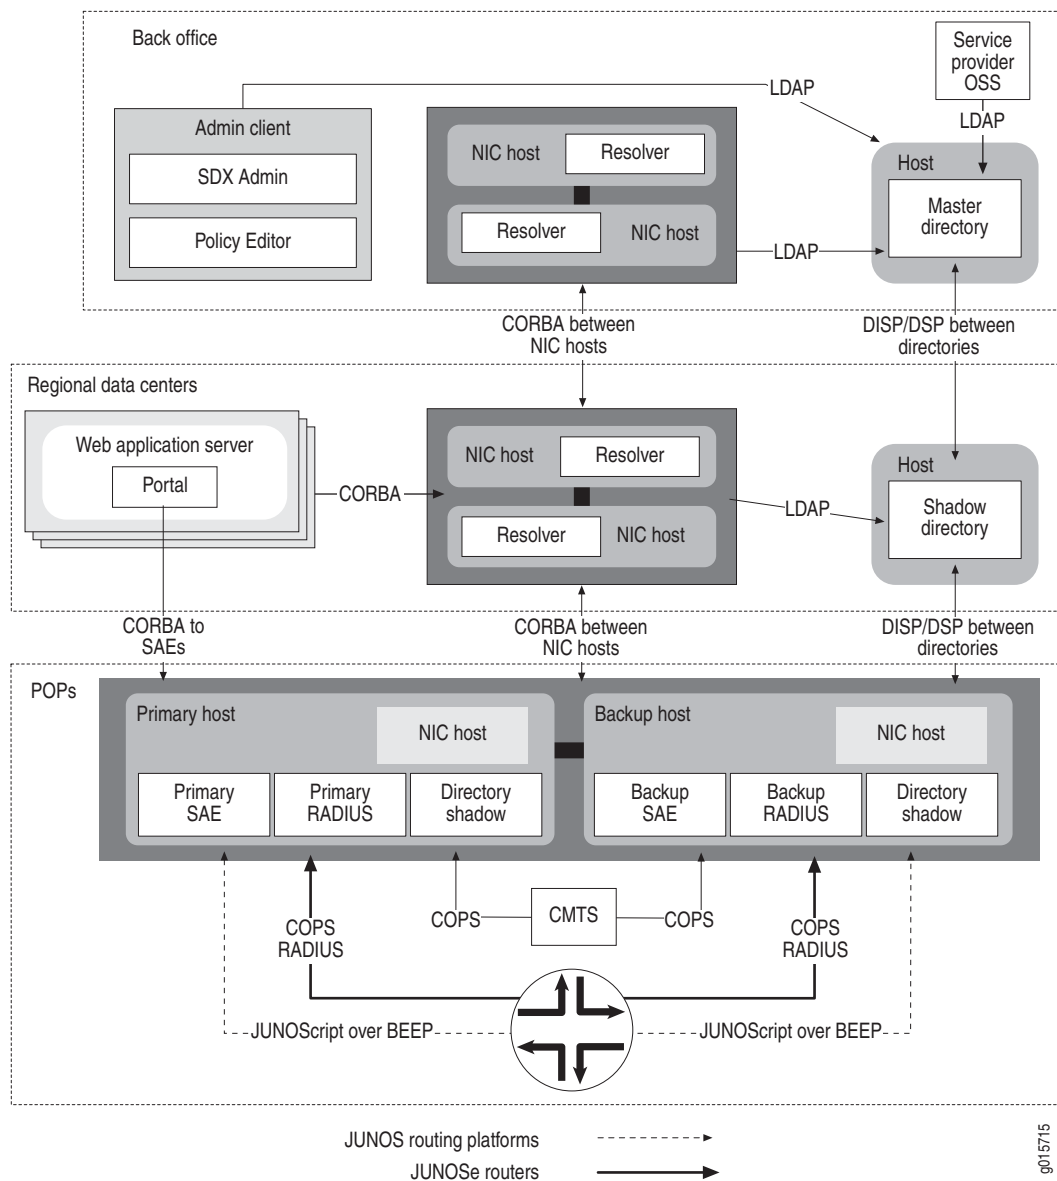 Back office
Service
provider
OSS
LDAP
LDAP
Admin client
SDX Admin
Policy Editor
NIC host
Resolver
Resolver
NIC host
LDAP
Host
Master
directory
CORBA between
NIC hosts
DISP/DSP between
directories
Regional data centers
Web application server
Portal
CORBA
NIC host
Resolver
Resolver
NIC host
LDAP
Host
Shadow
directory
CORBA to
SAEs
CORBA between
NIC hosts
DISP/DSP between
directories
POPs
Primary host
NIC host
Primary
SAE
Primary
RADIUS
Directory
shadow
Backup host
NIC host
Backup
SAE
Backup
RADIUS
Directory
shadow
COPS
RADIUS
COPS
CMTS
COPS
COPS
RADIUS
JUNOScript over BEEP
JUNOScript over BEEP
JUNOS routing platforms
JUNOSe routers
g015715